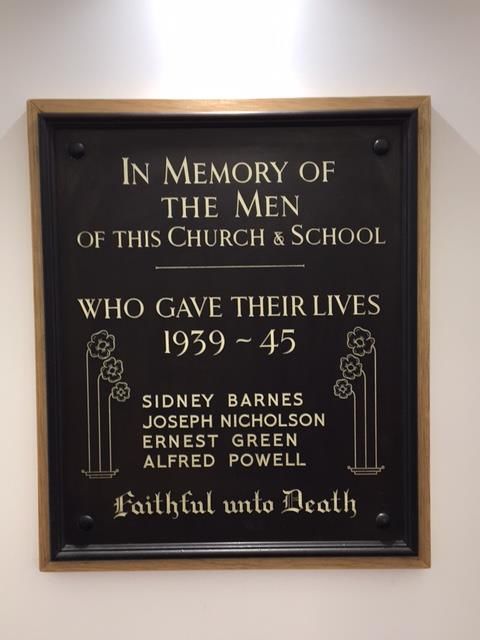 IN MEMORY OF
THE MEN
OF THIS CHURCH & SCHOOL
WHO GAVE THEIR LIVES
1939 ~ 45
SIDNEY BARNES
JOSEPH NICHOLSON
ERNEST GREEN
ALFRED POWELL
Faithful unto Death